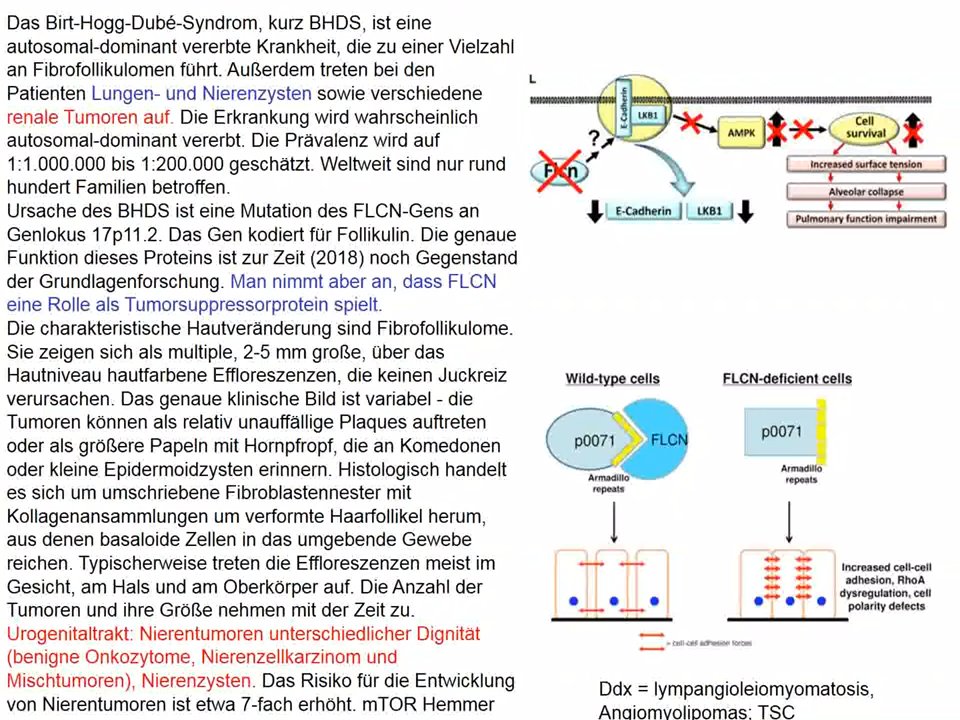 Das Birt-Hogg-Dubé-Syndrom, kurz BHDS, ist eine
autosomal-dominant vererbte Krankheit, die zu einer Vielzahl
an Fibrofollikulomen führt. Außerdem treten bei den
Patienten Lungen- und Nierenzysten sowie verschiedene
renale Tumoren auf. Die Erkrankung wird wahrscheinlich
autosomal-dominant vererbt. Die Prävalenz wird auf
1:1.000.000 bis 1:200.000 geschätzt. Weltweit sind nur rund
hundert Familien betroffen.
Ursache des BHDS ist eine Mutation des FLCN-Gens an
Genlokus 17p11.2. Das Gen kodiert für Follikulin. Die genaue
Funktion dieses Proteins ist zur Zeit (2018) noch Gegenstand
der Grundlagenforschung. Man nimmt aber an, dass FLCN
eine Rolle als Tumorsuppressorprotein spielt.
Die charakteristische Hautveränderung sind Fibrofollikulome.
Sie zeigen sich als multiple, 2-5 mm große, über das
Hautniveau hautfarbene Effloreszenzen, die keinen Juckreiz
verursachen. Das genaue klinische Bild ist variabel - die
Tumoren können als relativ unauffällige Plaques auftreten
oder als größere Papeln mit Hornpfropf, die an Komedonen
oder kleine Epidermoidzysten erinnern. Histologisch handelt
es sich um umschriebene Fibroblastennester mit
Kollagenansammlungen um verformte Haarfollikel herum,
aus denen basaloide Zellen in das umgebende Gewebe
reichen. Typischerweise treten die Effloreszenzen meist im
Gesicht, am Hals und am Oberkörper auf. Die Anzahl der
Tumoren und ihre Größe nehmen mit der Zeit zu.
Urogenitaltrakt: Nierentumoren unterschiedlicher Dignität
(benigne Onkozytome, Nierenzellkarzinom und
Mischtumoren), Nierenzysten. Das Risiko für die Entwicklung
von Nierentumoren ist etwa 7-fach erhöht. mTOR Hemmer
L
E-Cadherin
LKB1
?
Flcn
AMPK
Cell
survival
E-Cadherin
LKB1
Increased surface tension
Alveolar collapse
Pulmonary function impairment
Wild-type cells
FLCN-deficient cells
p0071
FLCN
p0071
Armadillo
repeats
Armadillo
repeats
Increased cell-cell
adhesion, RhoA
dysregulation, cell
polarity defects
= cell-cell adhesion forces
Ddx = lympangioleiomyomatosis,
Angiomyolipomas; TSC